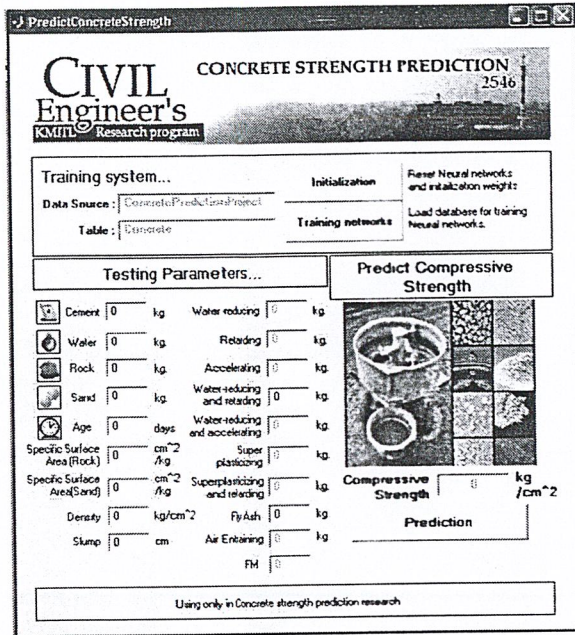 PredictConcreteStrength
CIVIL
Engineer's
KMITL Research program
CONCRETE STRENGTH PREDICTION
2546
Training system...
Data Source : ConcretePredictionProject
Table : Concrete
Initialization
Reset Neural networks
and initalization weights
Training networks
Load database for training
Neural networks.
Testing Parameters...
Predict Compressive
Strength
Cement 0 kg.
Water 0 kg.
Rock 0 kg.
Sand 0 kg.
Age 0 days
Specific Surface
Area(Rock) 0 cm^2
/kg
Specific Surface
Area(Sand) 0 cm^2
/kg
Density 0 kg/cm^2
Slump 0 cm
Water-reducing 0 kg.
Retarding 0 kg.
Accelerating 0 kg.
Water-reducing
and retarding 0 kg.
Water-reducing
and accelerating 0 kg.
Super
plasticizing 0 kg.
Superplasticizing
and retarding 0 kg.
Fly Ash 0 kg.
Air Entaining 0 kg.
FM 0
Compressive
Strength 0 kg
/cm^2
Prediction
Using only in Concrete strength prediction research